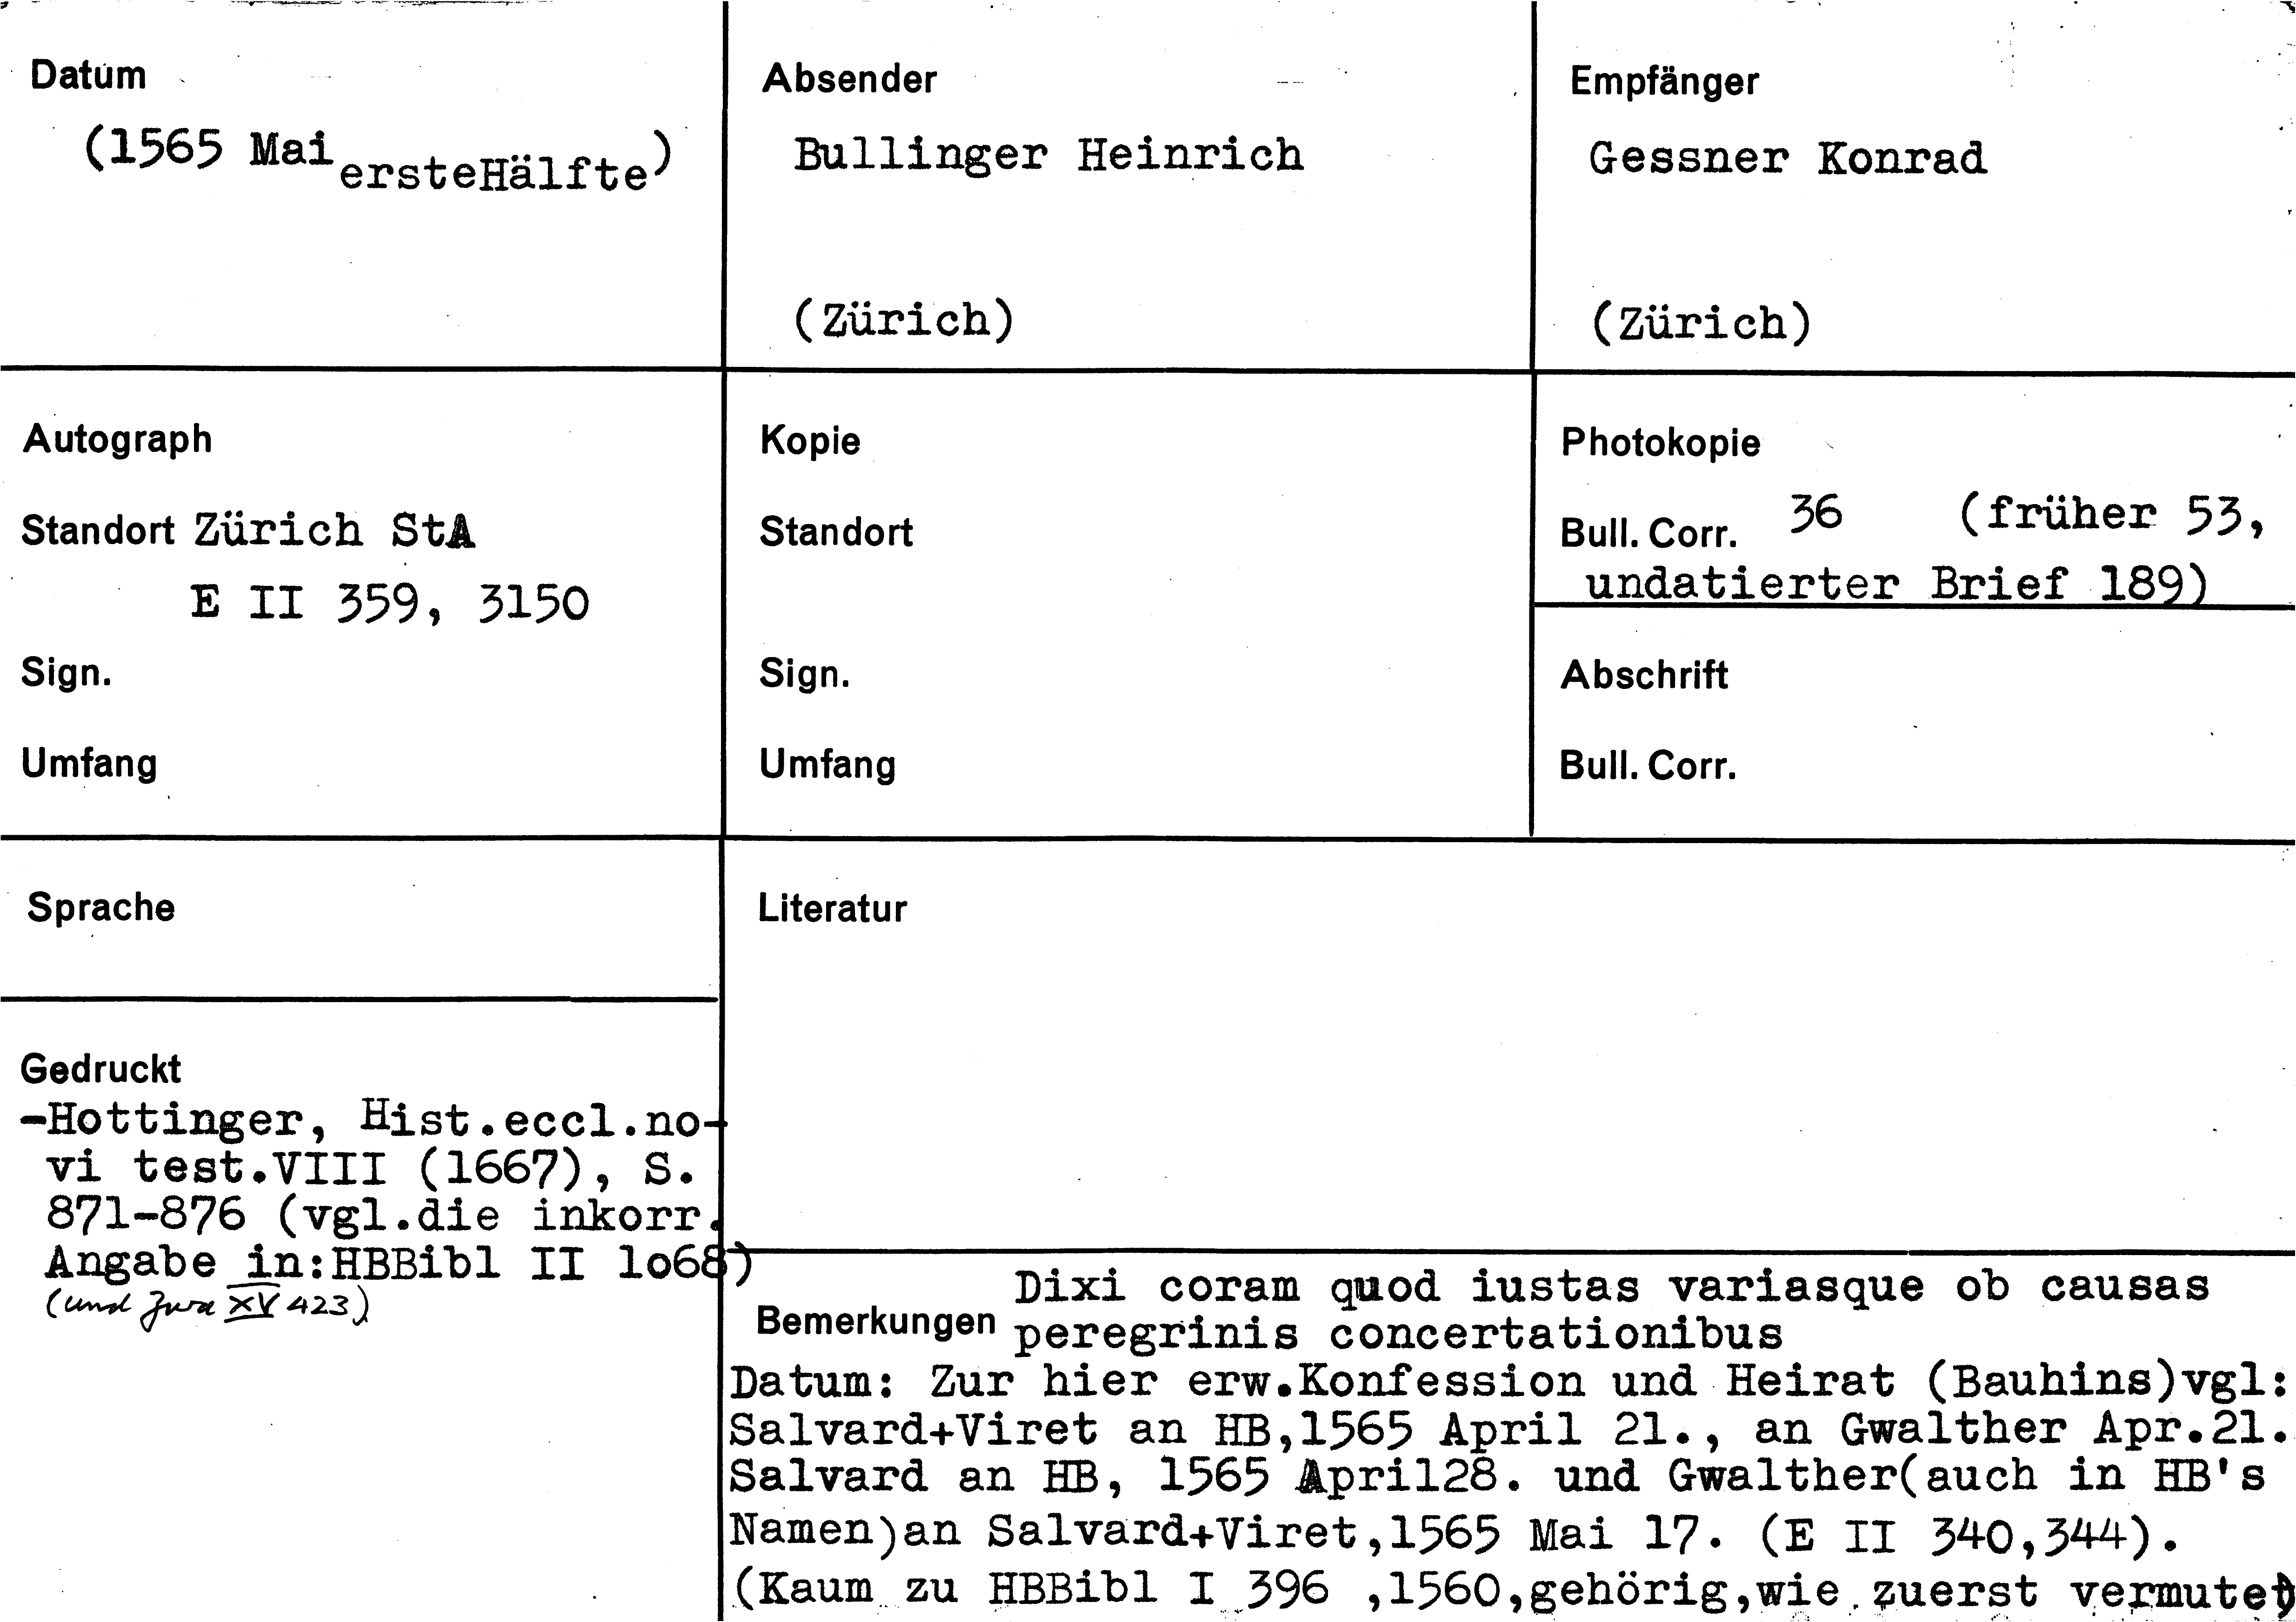 Datum
(1565 Mai ersteHälfte)
Absender
Bullinger Heinrich
(Zürich)
Empfänger
Gessner Konrad
(Zürich)
Autograph
Standort Zürich StA
E II 359, 3150
Sign.
Umfang
Kopie
Standort
Sign.
Umfang
Photokopie
Bull. Corr. 36 (früher 53,
undatierter Brief 189)
Abschrift
Bull. Corr.
Sprache
Literatur
Gedruckt
-Hottinger, Hist.eccl.no-
vi test.VIII (1667), S.
871-876 (vgl.die inkorr.
Angabe in:HBBibl II 1o68)
(und Zura XV 423)
Bemerkungen Dixi coram quod iustas variasque ob causas
peregrinis concertationibus
Datum: Zur hier erw.Konfession und Heirat (Bauhins)vgl:
Salvard+Viret an HB,1565 April 21., an Gwalther Apr.21.
Salvard an HB, 1565 April28. und Gwalther(auch in HB's
Namen)an Salvard+Viret,1565 Mai 17. (E II 340,344).
(Kaum zu HBBibl I 396 ,1560,gehörig,wie zuerst vermutet)